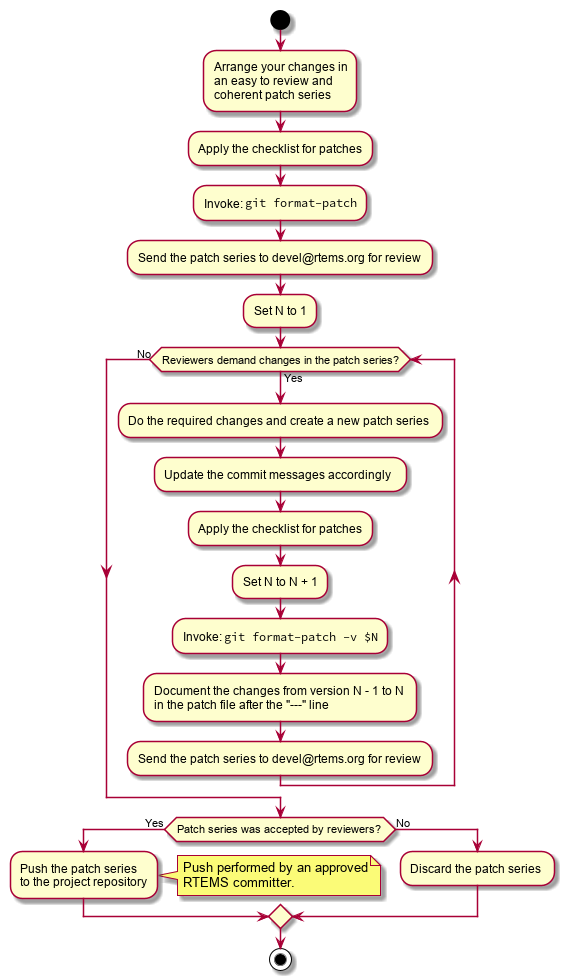 Arrange your changes in
an easy to review and
coherent patch series
Apply the checklist for patches
Invoke: git format-patch
Send the patch series to devel@rtems.org for review
Set N to 1
No
Reviewers demand changes in the patch series?
Yes
Do the required changes and create a new patch series
Update the commit messages accordingly
Apply the checklist for patches
Set N to N + 1
Invoke: git format-patch -v $N
Document the changes from version N - 1 to N
in the patch file after the "---" line
Send the patch series to devel@rtems.org for review
Yes
Patch series was accepted by reviewers?
No
Push the patch series
to the project repository
Push performed by an approved
RTEMS committer.
Discard the patch series